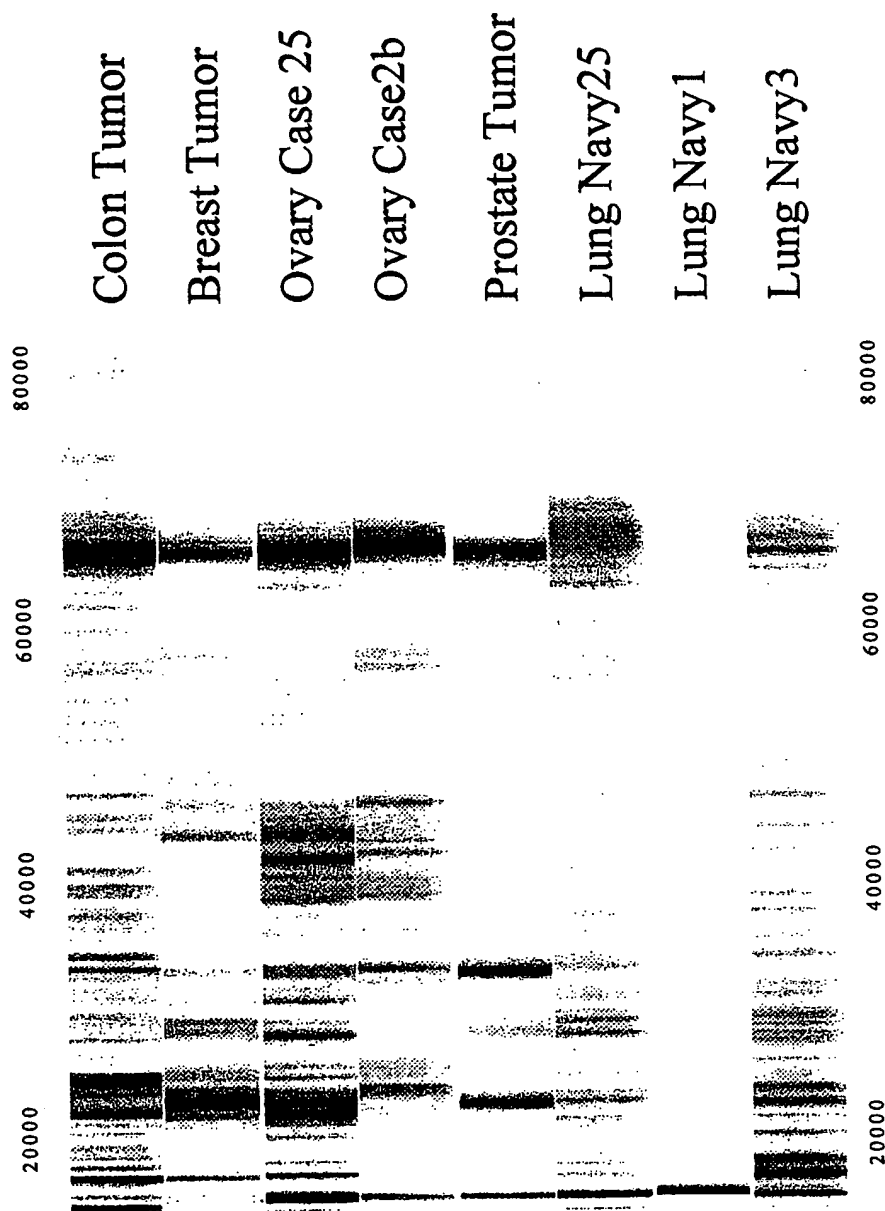 Colon Tumor
Breast Tumor
Ovary Case 25
Ovary Case2b
Prostate Tumor
Lung Navy25
Lung Navy1
Lung Navy3
80000
60000
40000
20000
80000
60000
40000
20000